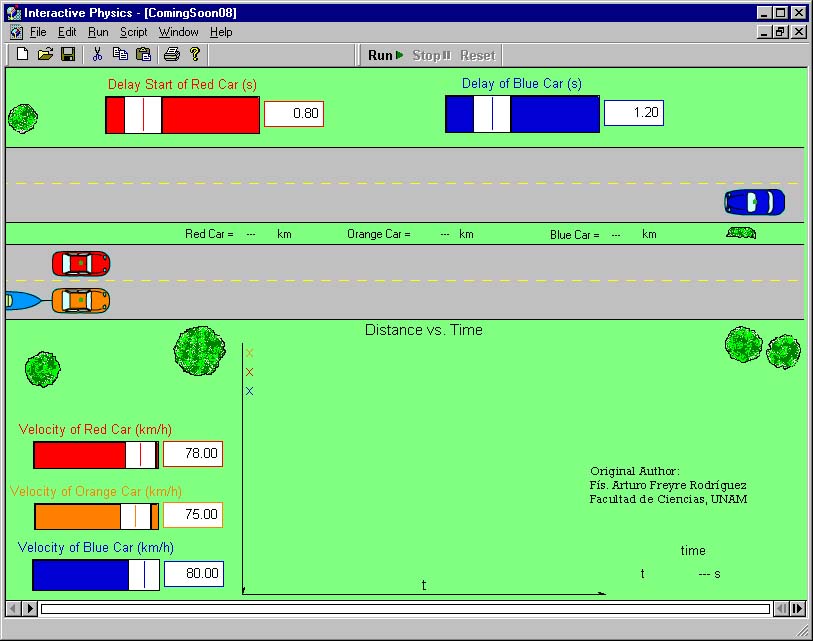 Interactive Physics - [ComingSoon08]
File Edit Run Script Window Help
Run Stop Reset
Delay Start of Red Car (s)
0.80
Delay of Blue Car (s)
1.20
Red Car = --- km Orange Car = --- km Blue Car = --- km
Distance vs. Time
x
x
x
Velocity of Red Car (km/h)
78.00
Velocity of Orange Car (km/h)
75.00
Velocity of Blue Car (km/h)
80.00
Original Author:
Fís. Arturo Freyre Rodríguez
Facultad de Ciencias, UNAM
time
t --- s
t